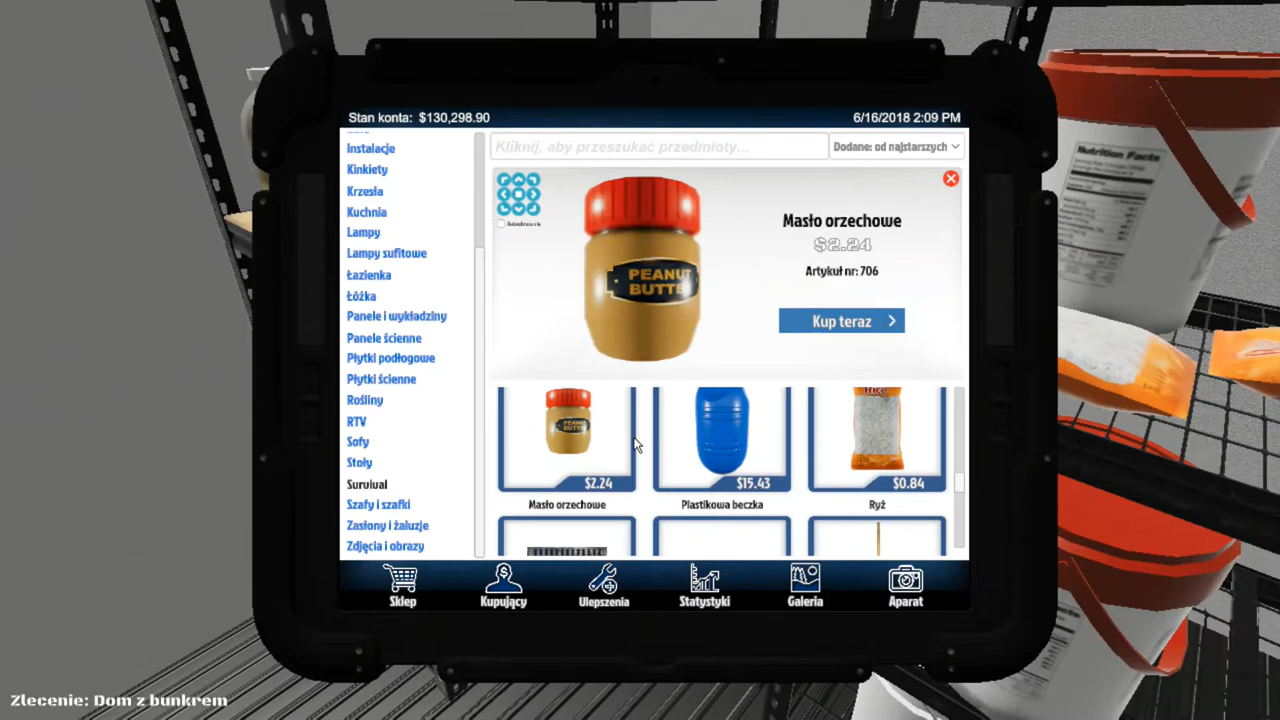 Stan konta: $130,298.90
6/16/2018 2:09 PM
Instalacje
Kinkiety
Krzesła
Kuchnia
Lampy
Lampy sufitowe
Łazienka
Łóżka
Panele i wykładziny
Panele ścienne
Płytki podłogowe
Płytki ścienne
Rośliny
RTV
Sofy
Stoły
Survival
Szafy i szafki
Zasłony i żaluzje
Zdjęcia i obrazy
Kliknij, aby przeszukać przedmioty...
Dodane: od najstarszych
PEANUT
BUTTE
Masło orzechowe
$2.24
Artykuł nr: 706
Kup teraz
PEANUT
BUTTE
$2.24
$15.43
$0.84
Masło orzechowe
Plastikowa beczka
Ryż
Sklep
Kupujący
Ulepszenia
Statystyki
Galeria
Aparat
Nutrition Facts
Zlecenie: Dom z bunkrem